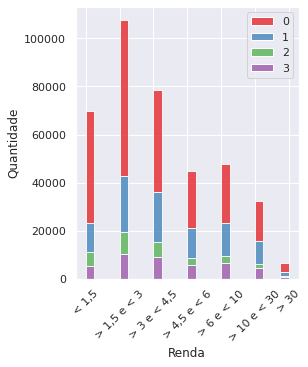 0
1
2
3
100000
80000
60000
40000
20000
0
Quantidade
< 1,5
> 1,5 e < 3
> 3 e < 4,5
> 4,5 e < 6
> 6 e < 10
> 10 e < 30
> 30
Renda